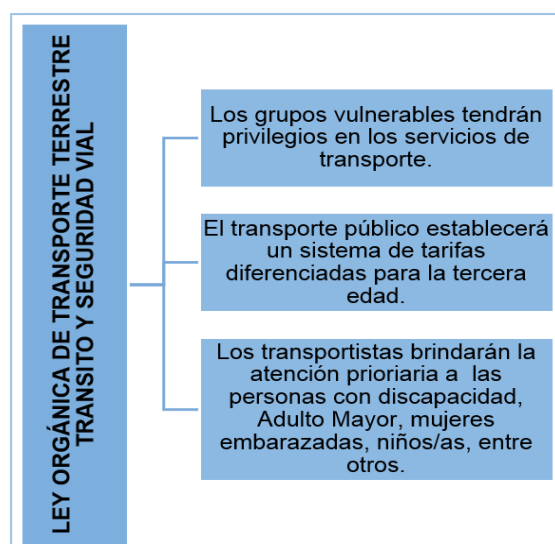 LEY ORGÁNICA DE TRANSPORTE TERRESTRE
TRANSITO Y SEGURIDAD VIAL
Los grupos vulnerables tendrán
privilegios en los servicios de
transporte.
El transporte público establecerá
un sistema de tarifas
diferenciadas para la tercera
edad.
Los transportistas brindarán la
atención prioriaria a las
personas con discapacidad,
Adulto Mayor, mujeres
embarazadas, niños/as, entre
otros.